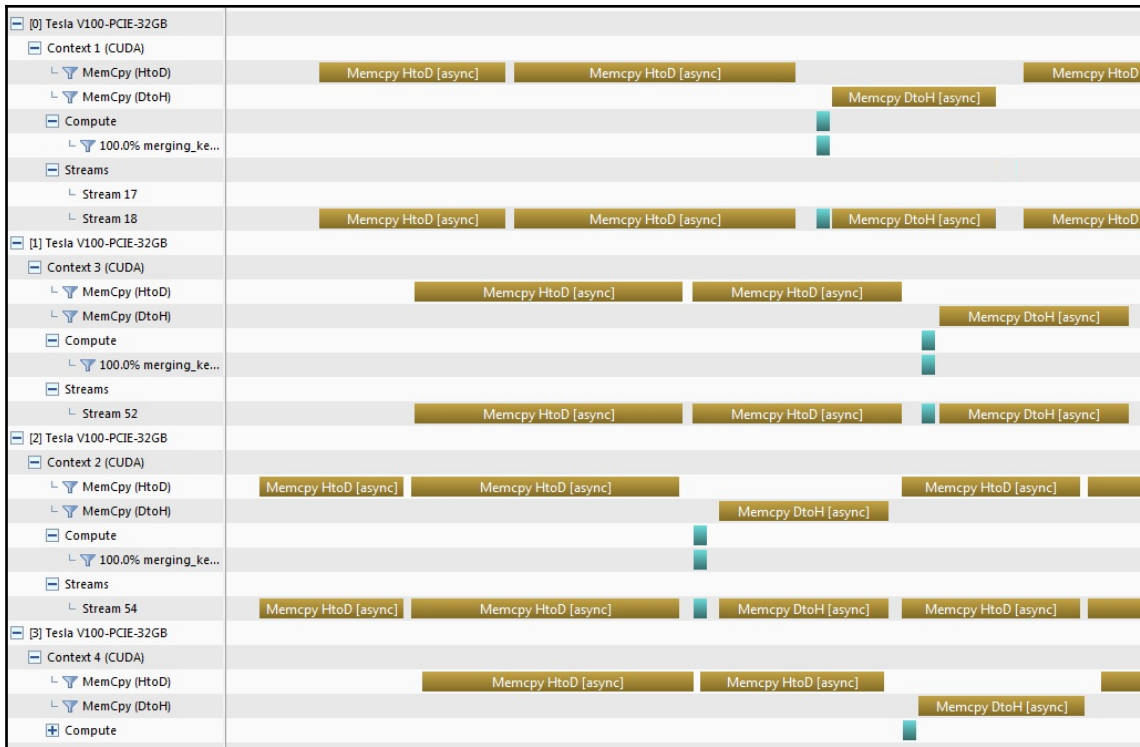 [0] Tesla V100-PCIE-32GB
Context 1 (CUDA)
MemCpy (HtoD) Memcpy HtoD [async] Memcpy HtoD [async] Memcpy HtoD
MemCpy (DtoH) Memcpy DtoH [async]
Compute
100.0% merging_ke...
Streams
Stream 17
Stream 18 Memcpy HtoD [async] Memcpy HtoD [async] Memcpy DtoH [async] Memcpy HtoD
[1] Tesla V100-PCIE-32GB
Context 3 (CUDA)
MemCpy (HtoD) Memcpy HtoD [async] Memcpy HtoD [async]
MemCpy (DtoH) Memcpy DtoH [async]
Compute
100.0% merging_ke...
Streams
Stream 52 Memcpy HtoD [async] Memcpy HtoD [async] Memcpy DtoH [async]
[2] Tesla V100-PCIE-32GB
Context 2 (CUDA)
MemCpy (HtoD) Memcpy HtoD [async] Memcpy HtoD [async] Memcpy HtoD [async]
MemCpy (DtoH) Memcpy DtoH [async]
Compute
100.0% merging_ke...
Streams
Stream 54 Memcpy HtoD [async] Memcpy HtoD [async] Memcpy DtoH [async] Memcpy HtoD [async]
[3] Tesla V100-PCIE-32GB
Context 4 (CUDA)
MemCpy (HtoD) Memcpy HtoD [async] Memcpy HtoD [async]
MemCpy (DtoH) Memcpy DtoH [async]
Compute